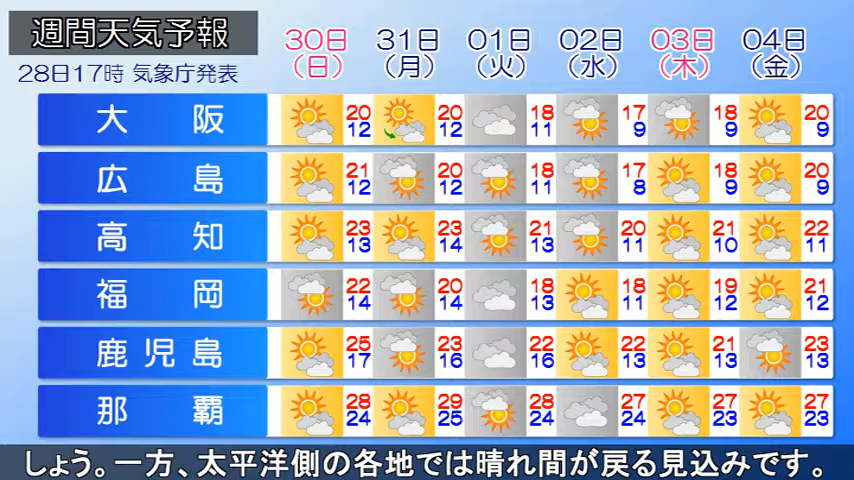 週間天気予報
28日17時 気象庁発表
30日 31日 01日 02日 03日 04日
（日） （月） （火） （水） （木） （金）
大阪 20 12 20 12 18 11 17 9 18 9 20 9
広島 21 12 20 12 18 11 17 8 18 9 20 9
高知 23 13 23 14 21 13 20 11 21 10 22 11
福岡 22 14 20 14 18 13 18 11 19 12 21 12
鹿児島 25 17 23 16 22 16 22 13 21 13 23 13
那覇 28 24 29 25 28 24 27 24 27 23 27 23
しょう。一方、太平洋側の各地では晴れ間が戻る見込みです。